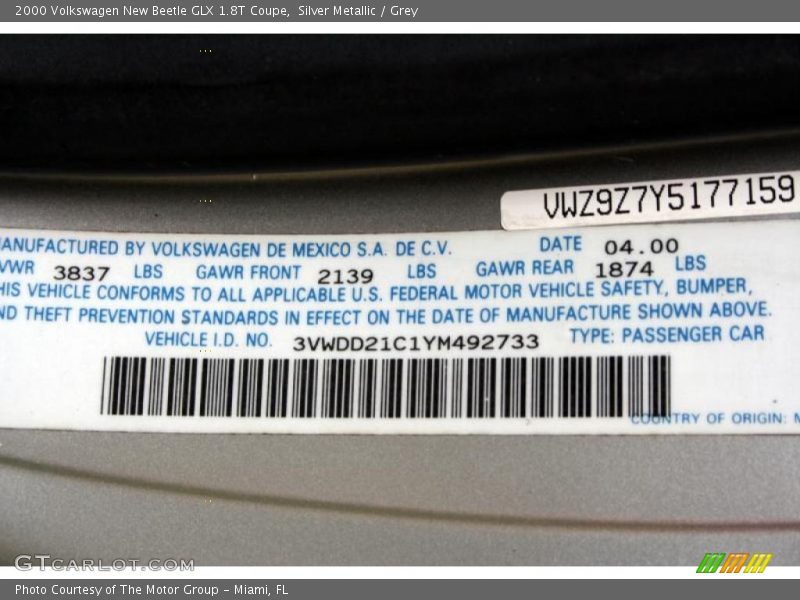 2000 Volkswagen New Beetle GLX 1.8T Coupe, Silver Metallic / Grey
VWZ9Z7Y5177159
MANUFACTURED BY VOLKSWAGEN DE MEXICO S.A. DE C.V. DATE 04.00
VWR 3837 LBS GAWR FRONT 2139 LBS GAWR REAR 1874 LBS
HIS VEHICLE CONFORMS TO ALL APPLICABLE U.S. FEDERAL MOTOR VEHICLE SAFETY, BUMPER,
ND THEFT PREVENTION STANDARDS IN EFFECT ON THE DATE OF MANUFACTURE SHOWN ABOVE.
VEHICLE I.D. NO. 3VWDD21C1YM492733 TYPE: PASSENGER CAR
COUNTRY OF ORIGIN: M
GTCARLOT.COM
Photo Courtesy of The Motor Group - Miami, FL